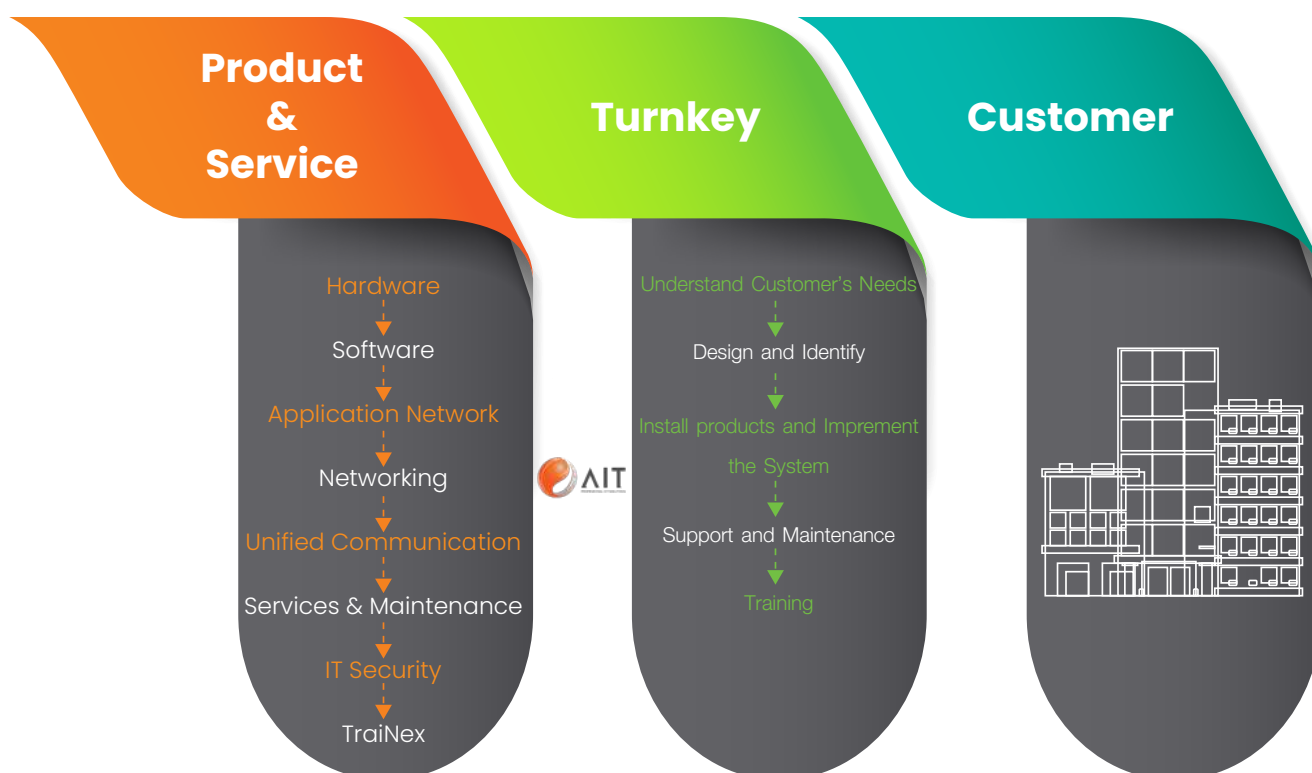 Product
&
Service
Hardware
Software
Application Network
Networking
Unified Communication
Services & Maintenance
IT Security
TraiNex
AIT
Turnkey
Understand Customer's Needs
Design and Identify
Install products and Imprement
the System
Support and Maintenance
Training
Customer